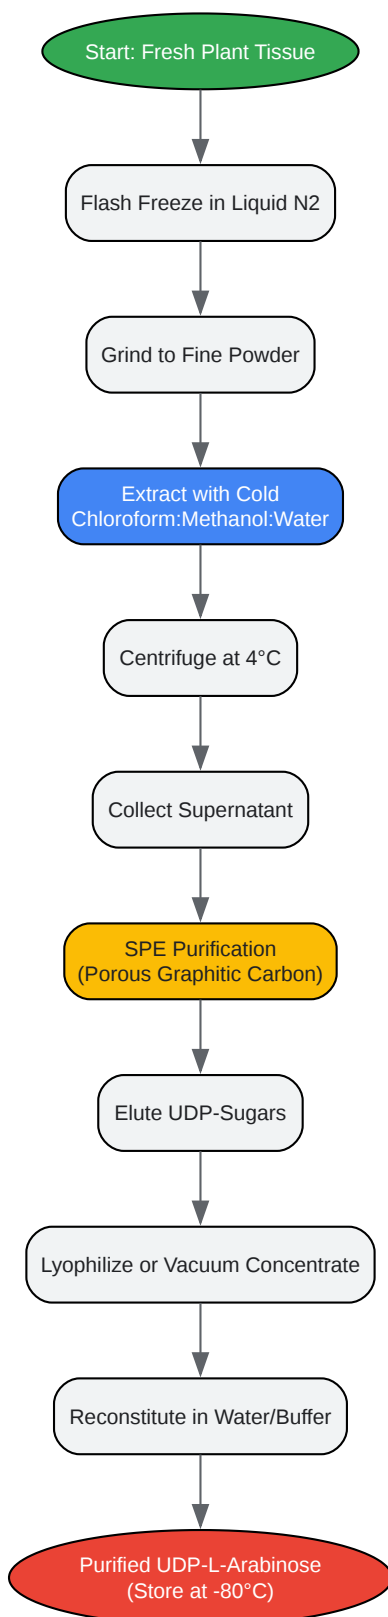 Start: Fresh Plant Tissue
Flash Freeze in Liquid N2
Grind to Fine Powder
Extract with Cold
Chloroform:Methanol:Water
Centrifuge at 4°C
Collect Supernatant
SPE Purification
(Porous Graphitic Carbon)
Elute UDP-Sugars
Lyophilize or Vacuum Concentrate
Reconstitute in Water/Buffer
Purified UDP-L-Arabinose
(Store at -80°C)